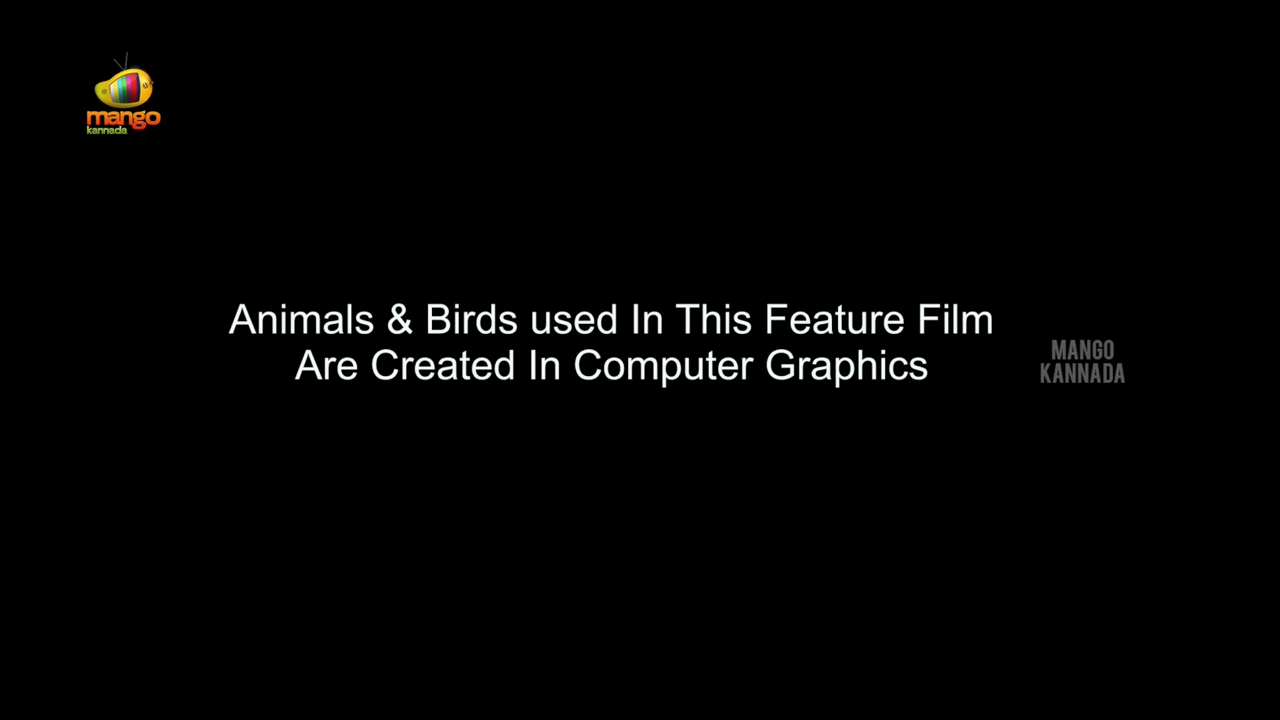 mango
kannada
Animals & Birds used In This Feature Film
Are Created In Computer Graphics
MANGO
KANNADA